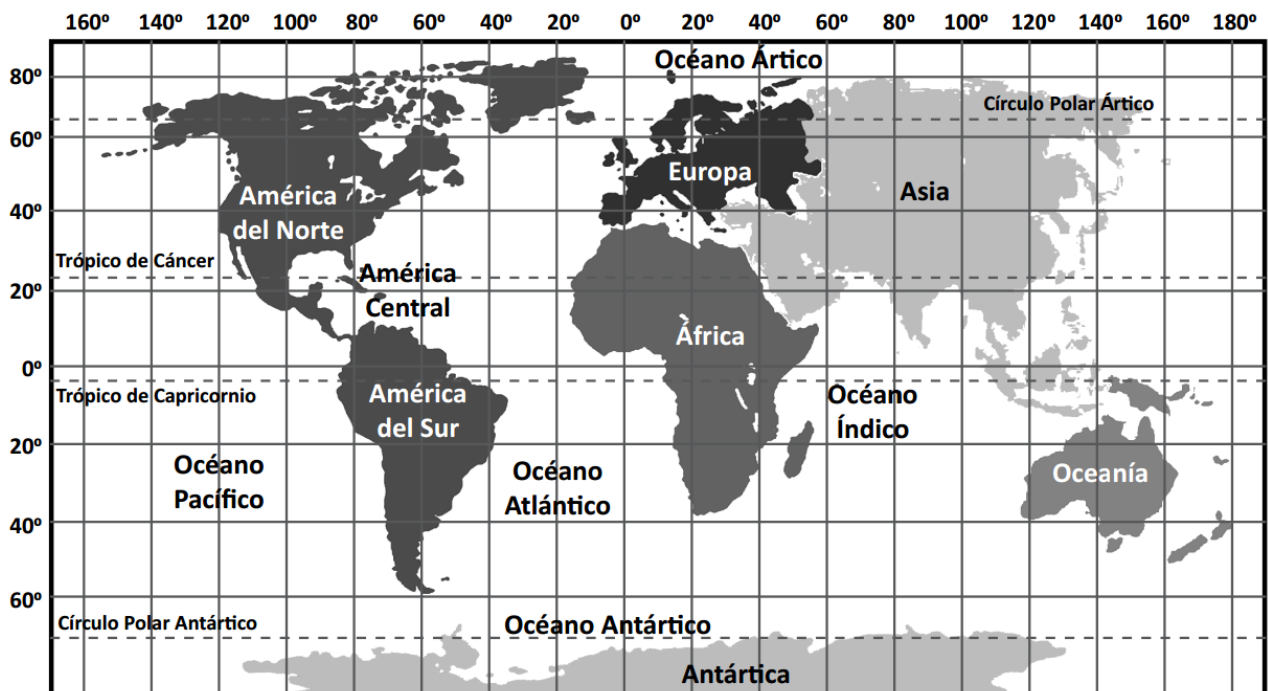 160º 140º 120º 100º 80º 60º 40º 20º 0º 20º 40º 60º 80º 100º 120º 140º 160º 180º
Océano Ártico
80º
Círculo Polar Ártico
60º
Europa
América
del Norte
Asia
40º
Trópico de Cáncer
América
Central
20º
África
0º
Trópico de Capricornio
América
del Sur
Océano
Índico
20º
Océano
Pacífico
Océano
Atlántico
Oceanía
40º
60º
Círculo Polar Antártico
Océano Antártico
Antártica